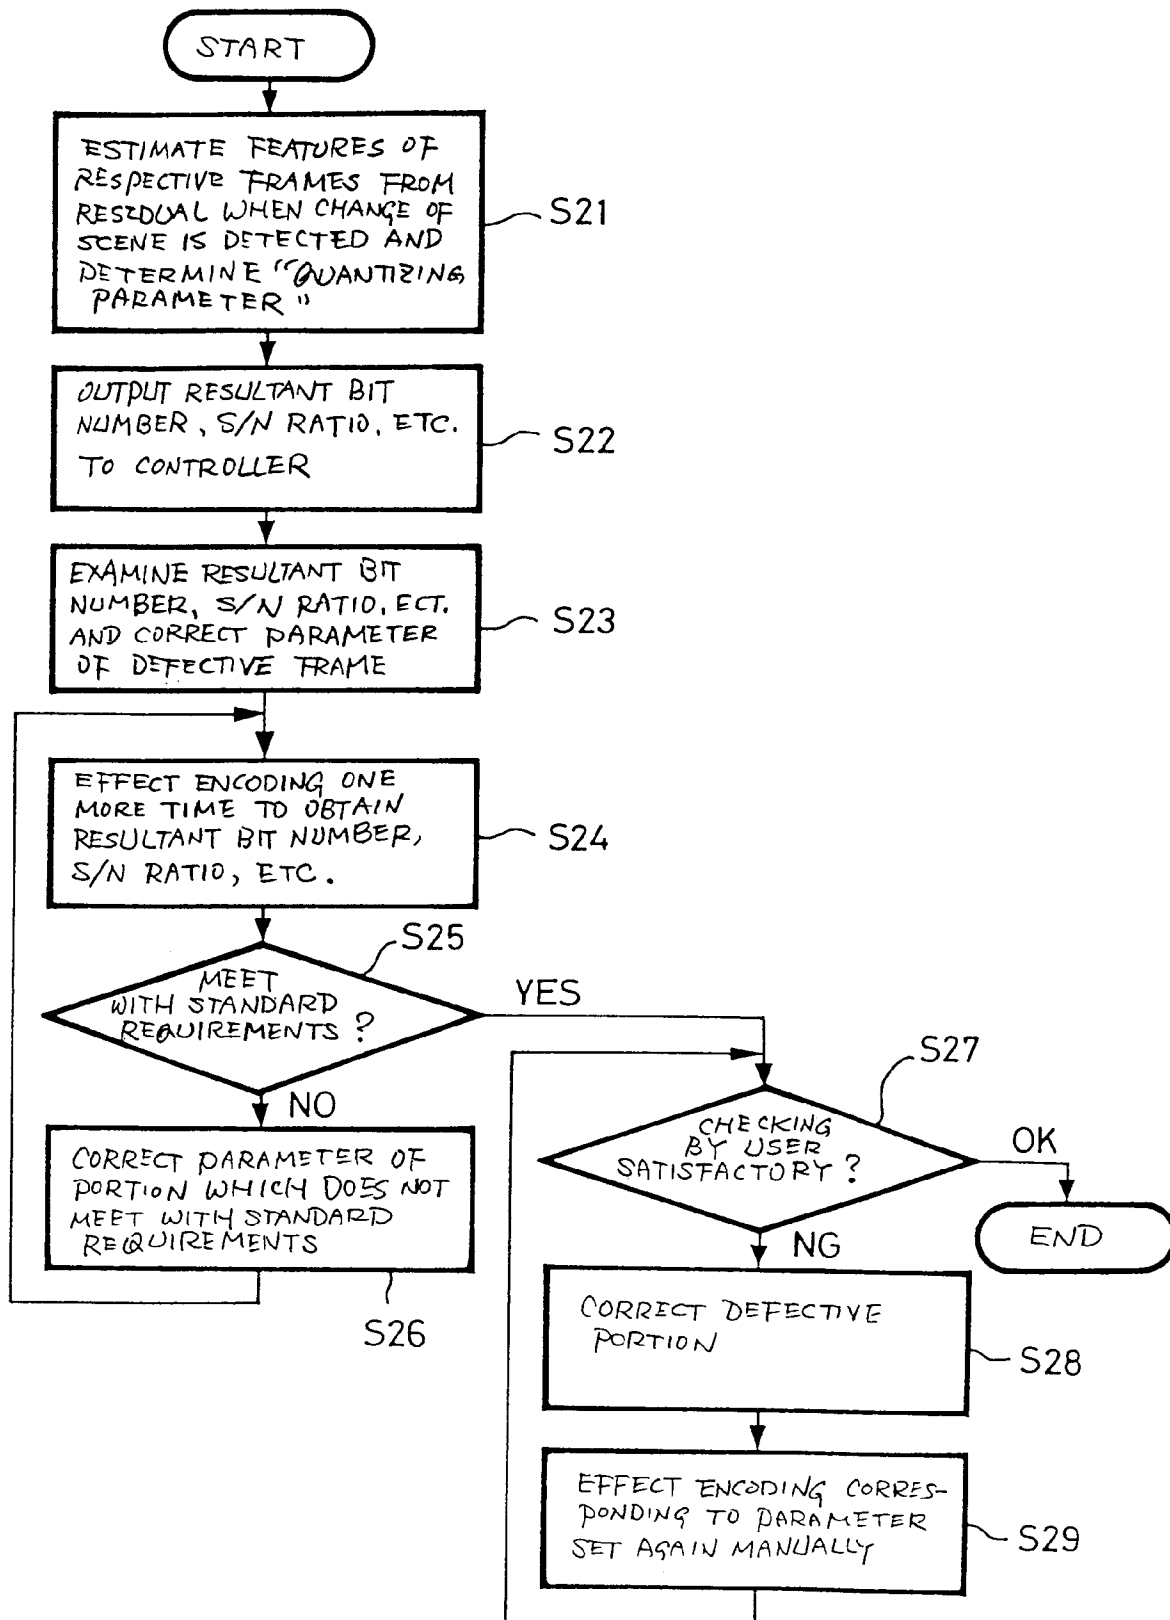 START
ESTIMATE FEATURES OF
RESPECTIVE FRAMES FROM
RESIDUAL WHEN CHANGE OF
SCENE IS DETECTED AND
DETERMINE "QUANTIZING
PARAMETER"
S21
OUTPUT RESULTANT BIT
NUMBER, S/N RATIO, ETC.
TO CONTROLLER
S22
EXAMINE RESULTANT BIT
NUMBER, S/N RATIO, ECT.
AND CORRECT PARAMETER
OF DEFECTIVE FRAME
S23
EFFECT ENCODING ONE
MORE TIME TO OBTAIN
RESULTANT BIT NUMBER,
S/N RATIO, ETC.
S24
S25
MEET
WITH STANDARD
REQUIREMENTS ?
YES
NO
CORRECT PARAMETER OF
PORTION WHICH DOES NOT
MEET WITH STANDARD
REQUIREMENTS
S26
S27
CHECKING
BY USER
SATISFACTORY ?
OK
END
NG
CORRECT DEFECTIVE
PORTION
S28
EFFECT ENCODING CORRES-
PONDING TO PARAMETER
SET AGAIN MANUALLY
S29